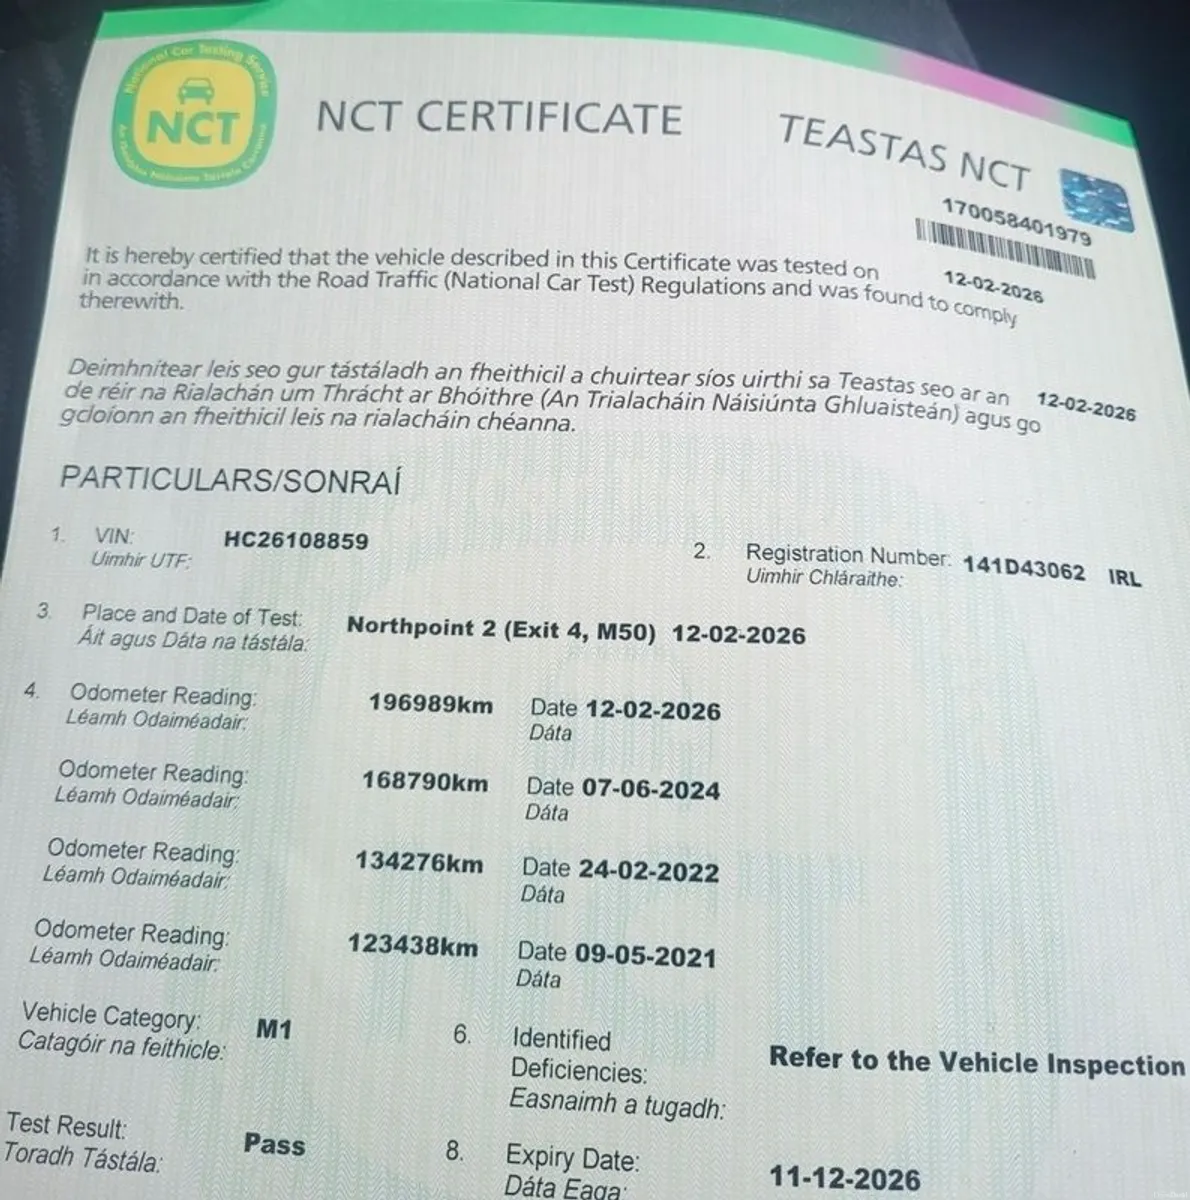 National Car Testing Service
NCT
NCT CERTIFICATE
TEASTAS NCT
170058401979
It is hereby certified that the vehicle described in this Certificate was tested on 12-02-2026
in accordance with the Road Traffic (National Car Test) Regulations and was found to comply
therewith.
Deimhnítear leis seo gur tástáladh an fheithicil a chuirtear síos uirthi sa Teastas seo ar an 12-02-2026
de réir na Rialachán um Thrácht ar Bhóithre (An Trialacháin Náisiúnta Ghluaisteán) agus go
gcloíonn an fheithicil leis na rialacháin chéanna.
PARTICULARS/SONRAÍ
1. VIN: HC26108859
Uimhir UTF:
2. Registration Number: 141D43062 IRL
Uimhir Chláraithe:
3. Place and Date of Test: Northpoint 2 (Exit 4, M50) 12-02-2026
Áit agus Dáta na tástála:
4. Odometer Reading: 196989km Date 12-02-2026
Léamh Odaiméadair: Dáta
Odometer Reading: 168790km Date 07-06-2024
Léamh Odaiméadair: Dáta
Odometer Reading: 134276km Date 24-02-2022
Léamh Odaiméadair: Dáta
Odometer Reading: 123438km Date 09-05-2021
Léamh Odaiméadair: Dáta
Vehicle Category: M1
Catagóir na feithicle:
6. Identified
Deficiencies: Refer to the Vehicle Inspection
Easnaimh a tugadh:
Test Result: Pass
Toradh Tástála:
8. Expiry Date: 11-12-2026
Dáta Eaga: